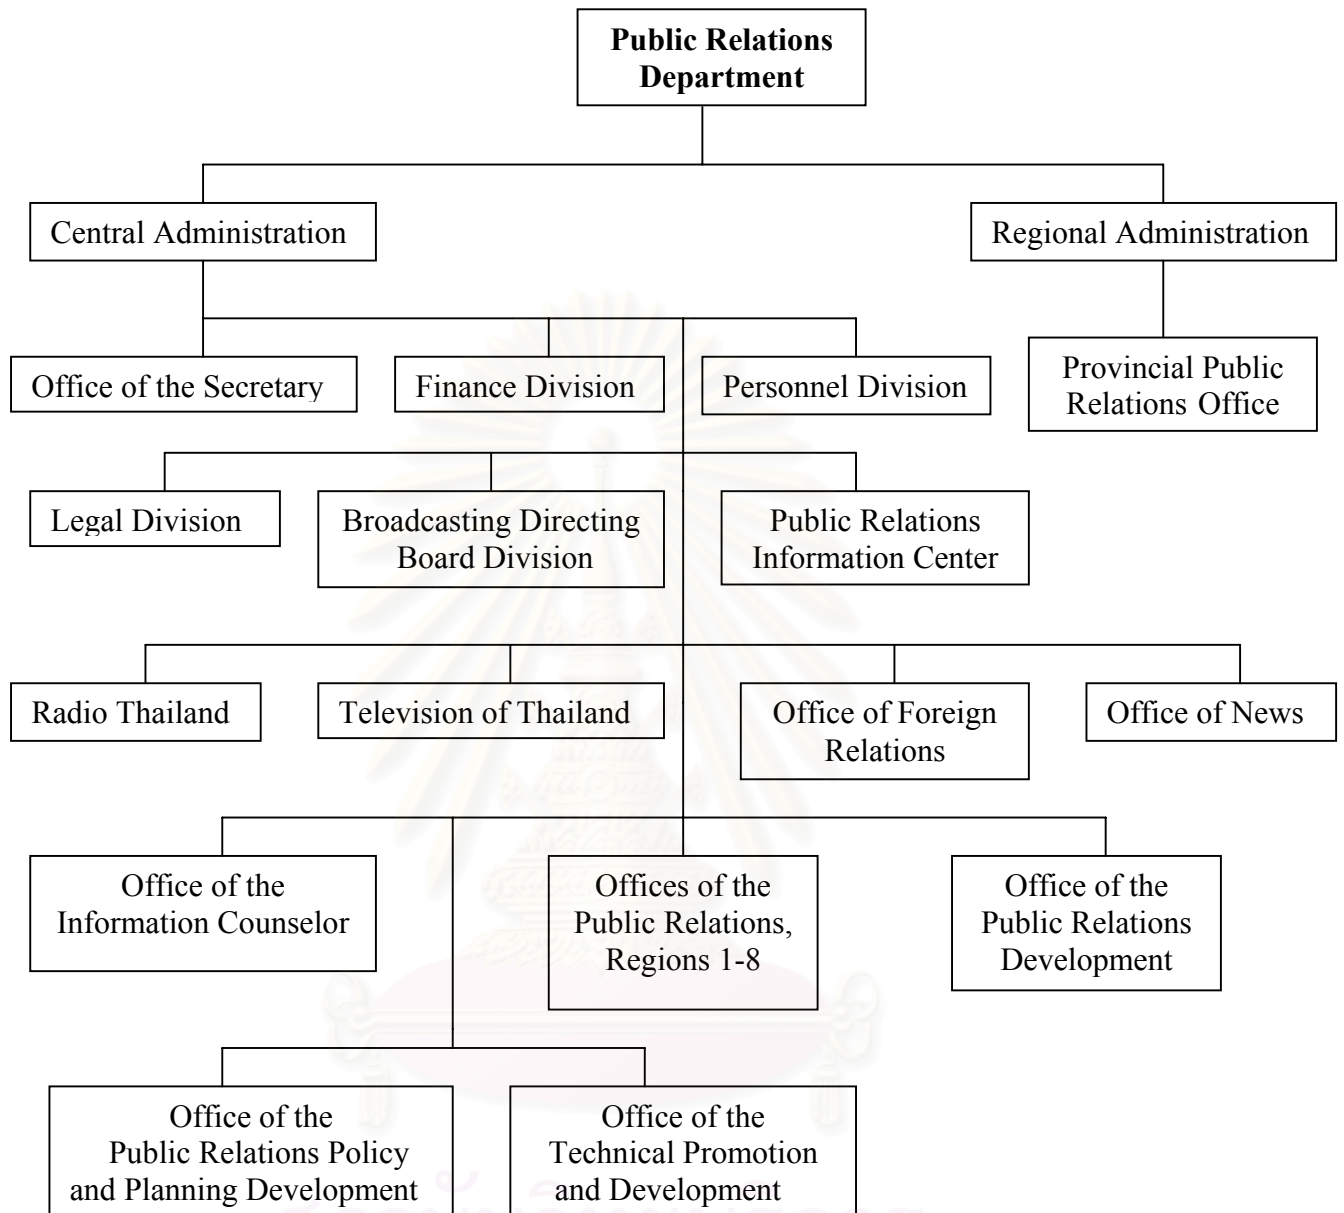 Public Relations
Department
Central Administration
Regional Administration
Office of the Secretary
Finance Division
Personnel Division
Provincial Public
Relations Office
Legal Division
Broadcasting Directing
Board Division
Public Relations
Information Center
Radio Thailand
Television of Thailand
Office of Foreign
Relations
Office of News
Office of the
Information Counselor
Offices of the
Public Relations,
Regions 1-8
Office of the
Public Relations
Development
Office of the
Public Relations Policy
and Planning Development
Office of the
Technical Promotion
and Development